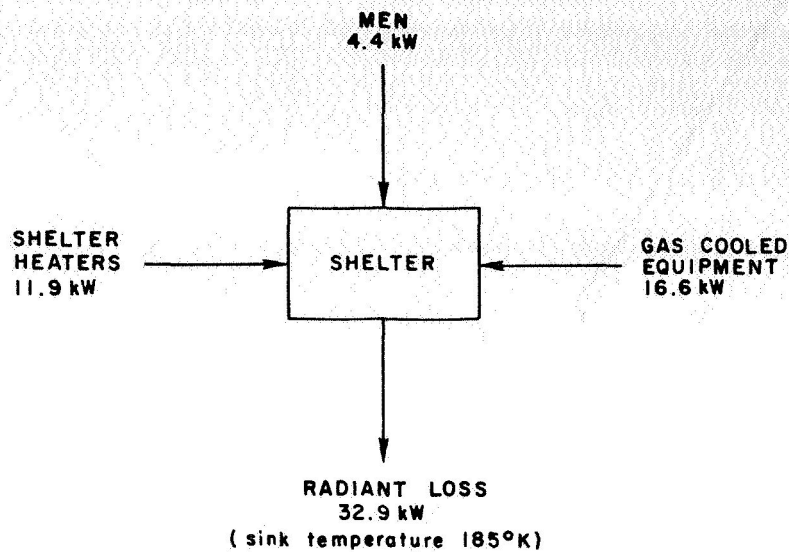 MEN
4.4 kW
SHELTER
HEATERS
11.9 kW
SHELTER
GAS COOLED
EQUIPMENT
16.6 kW
RADIANT LOSS
32.9 kW
( sink temperature 185°K)